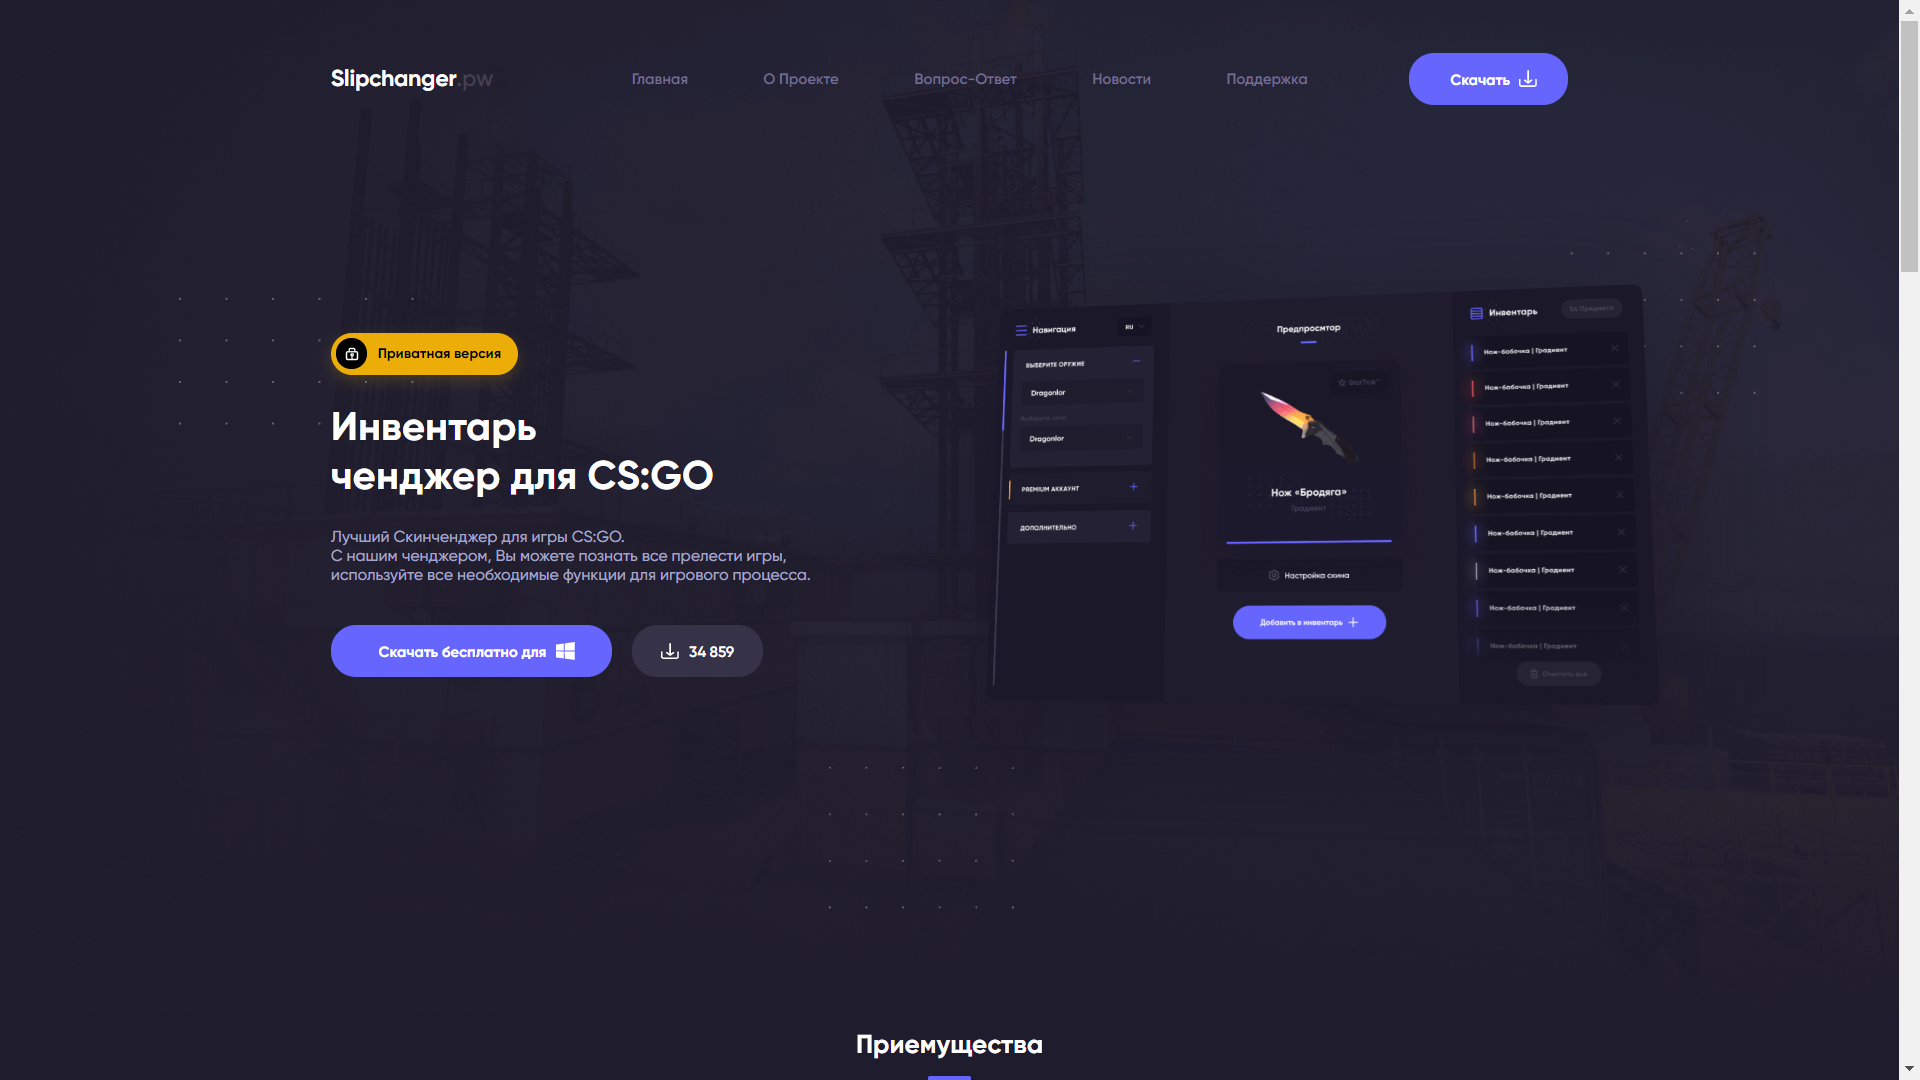 Slipchanger.pw
Главная
О Проекте
Вопрос-Ответ
Новости
Поддержка
Скачать
Приватная версия
Инвентарь
ченджер для CS:GO
Лучший Скинченджер для игры CS:GO.
С нашим ченджером, Вы можете познать все прелести игры,
используйте все необходимые функции для игрового процесса.
Скачать бесплатно для
34 859
Навигация
RU
ВЫБЕРИТЕ ОРУЖИЕ
Dragonlor
Dragonlor
PREMIUM АККАУНТ
ДОПОЛНИТЕЛЬНО
Предпросмтор
StatTrak™
Нож «Бродяга»
Градиент
Настройка скина
Добавить в инвентарь
Инвентарь
Нож-бабочка | Градиент
Нож-бабочка | Градиент
Нож-бабочка | Градиент
Нож-бабочка | Градиент
Нож-бабочка | Градиент
Нож-бабочка | Градиент
Нож-бабочка | Градиент
Нож-бабочка | Градиент
Нож-бабочка | Градиент
Очистить все
Приемущества